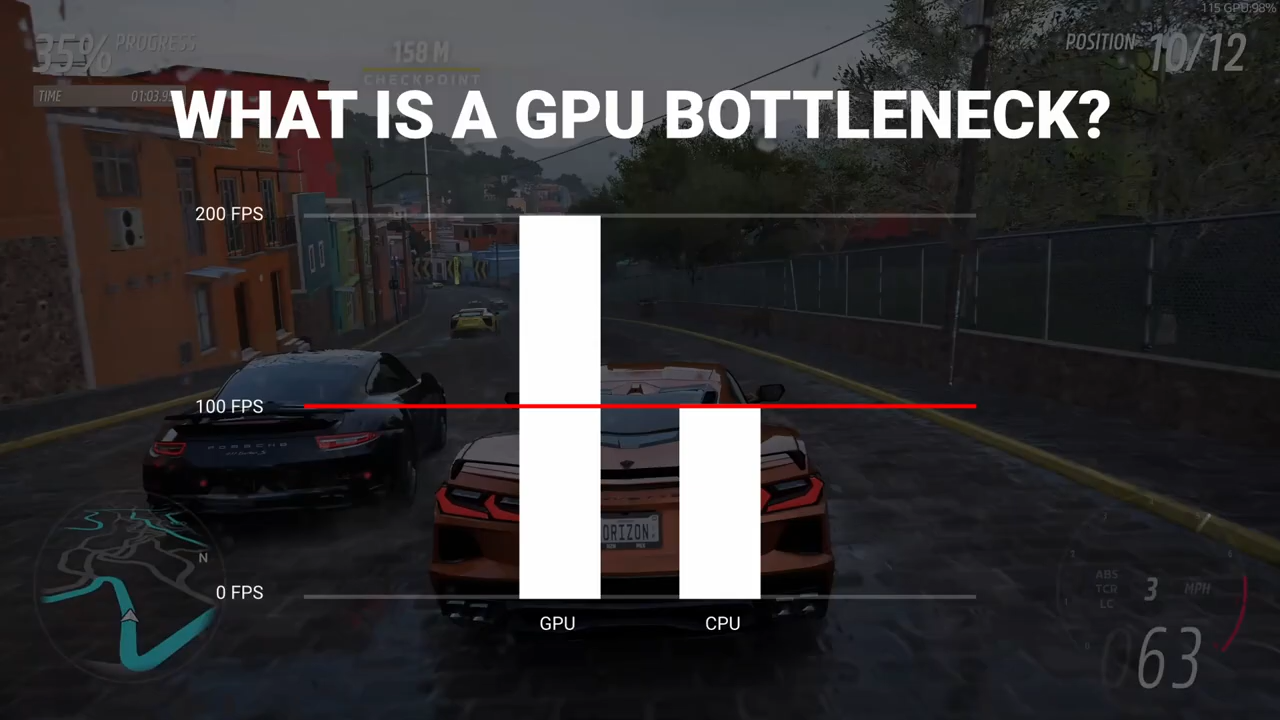 115 GPU:98%
35% PROGRESS
158 M
CHECKPOINT
POSITION 10/12
TIME 01:03.9
WHAT IS A GPU BOTTLENECK?
200 FPS
100 FPS
0 FPS
GPU CPU
PORSCHE
ORIZON
N
ABS
TCR
LC
3
MPH
063